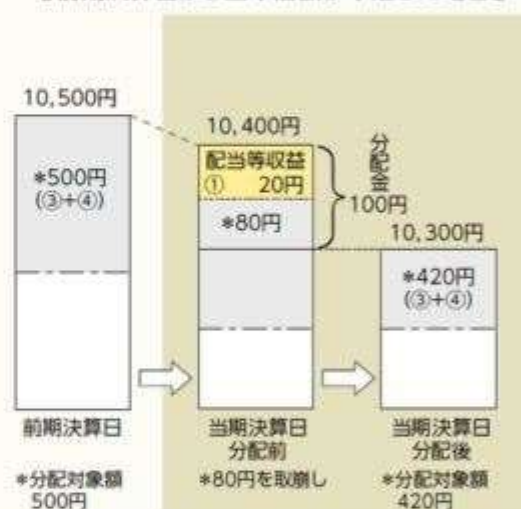 10,500円
*500円
(③+④)
前期決算日
*分配対象額
500円
10,400円
配当等収益
① 20円
*80円
分配金
100円
当期決算日
分配前
*80円を取崩し
10,300円
*420円
(③+④)
当期決算日
分配後
*分配対象額
420円